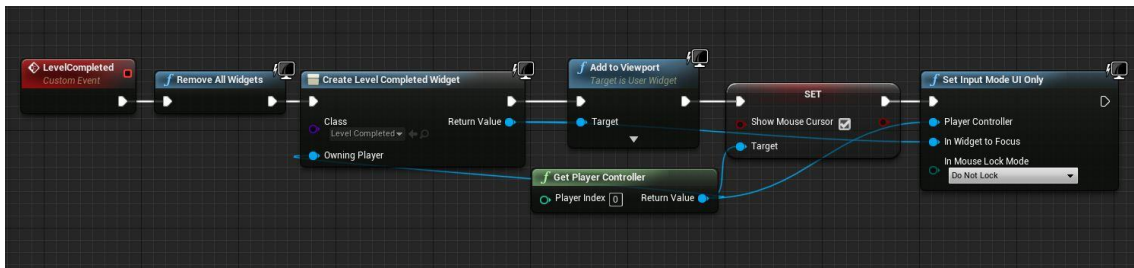 LevelCompleted
Custom Event
f Remove All Widgets
Create Level Completed Widget
Class
Level Completed
Return Value
Owning Player
f Add to Viewport
Target is User Widget
Target
SET
Show Mouse Cursor
Target
f Get Player Controller
Player Index 0
Return Value
f Set Input Mode UI Only
Player Controller
In Widget to Focus
In Mouse Lock Mode
Do Not Lock